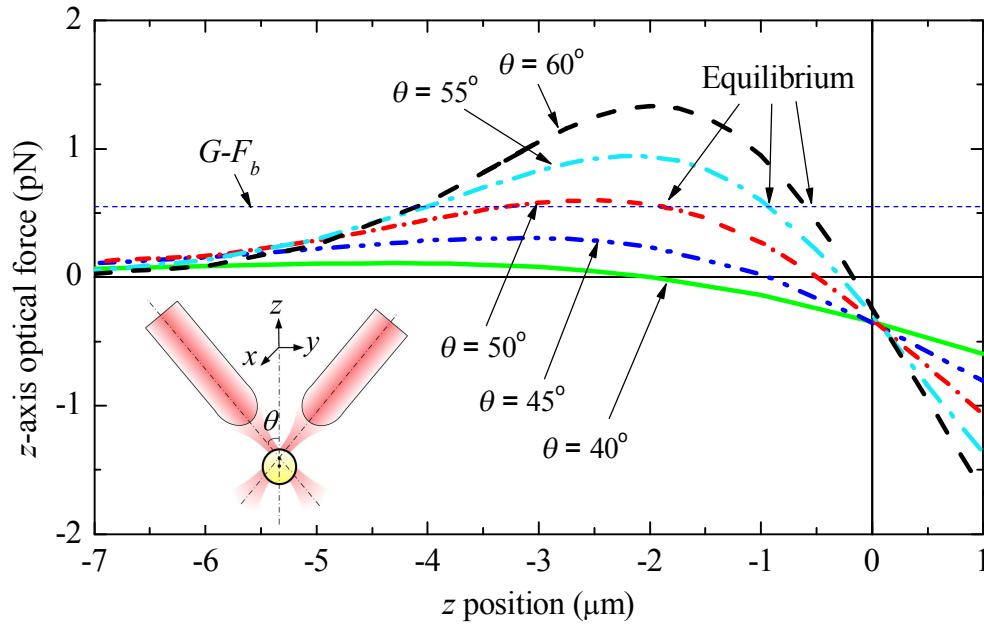 2
1
0
-1
-2
z-axis optical force (pN)
-7
-6
-5
-4
-3
-2
-1
0
1
z position (μm)
θ = 60°
θ = 55°
Equilibrium
G-F_b
θ = 50°
θ = 45°
θ = 40°
z
x
y
θ